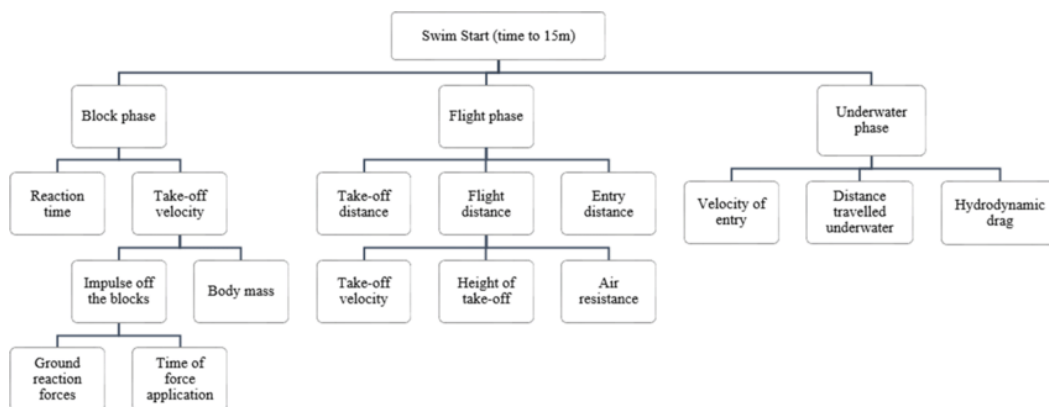 Swim Start (time to 15m)
Block phase
Flight phase
Underwater
phase
Reaction
time
Take-off
velocity
Take-off
distance
Flight
distance
Entry
distance
Velocity of
entry
Distance
travelled
underwater
Hydrodynamic
drag
Impulse off
the blocks
Body mass
Take-off
velocity
Height of
take-off
Air
resistance
Ground
reaction
forces
Time of
force
application